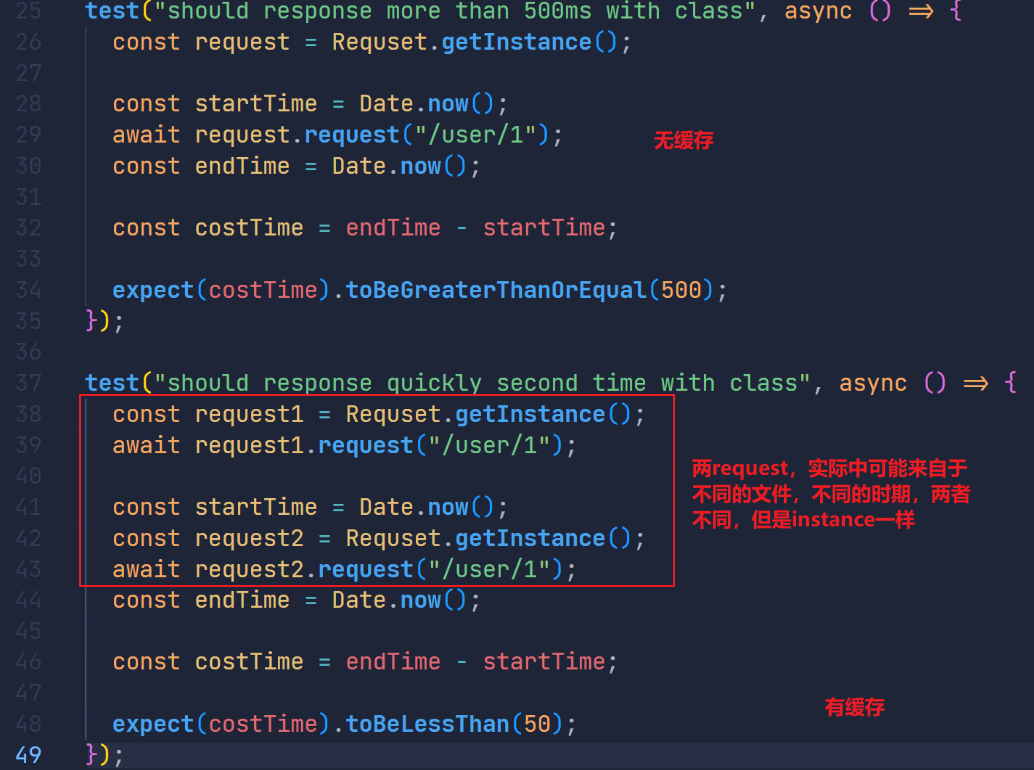 25 test("should response more than 500ms with class", async () => {
26 const request = Requset.getInstance();
27
28 const startTime = Date.now();
29 await request.request("/user/1");
无缓存
30 const endTime = Date.now();
31
32 const costTime = endTime - startTime;
33
34 expect(costTime).toBeGreaterThanOrEqual(500);
35 });
36
37 test("should response quickly second time with class", async () => {
38 const request1 = Requset.getInstance();
39 await request1.request("/user/1");
40
41 const startTime = Date.now();
42 const request2 = Requset.getInstance();
43 await request2.request("/user/1");
两request，实际中可能来自于
不同的文件，不同的时期，两者
不同，但是instance一样
44 const endTime = Date.now();
45
46 const costTime = endTime - startTime;
47
48 expect(costTime).toBeLessThan(50);
有缓存
49 });